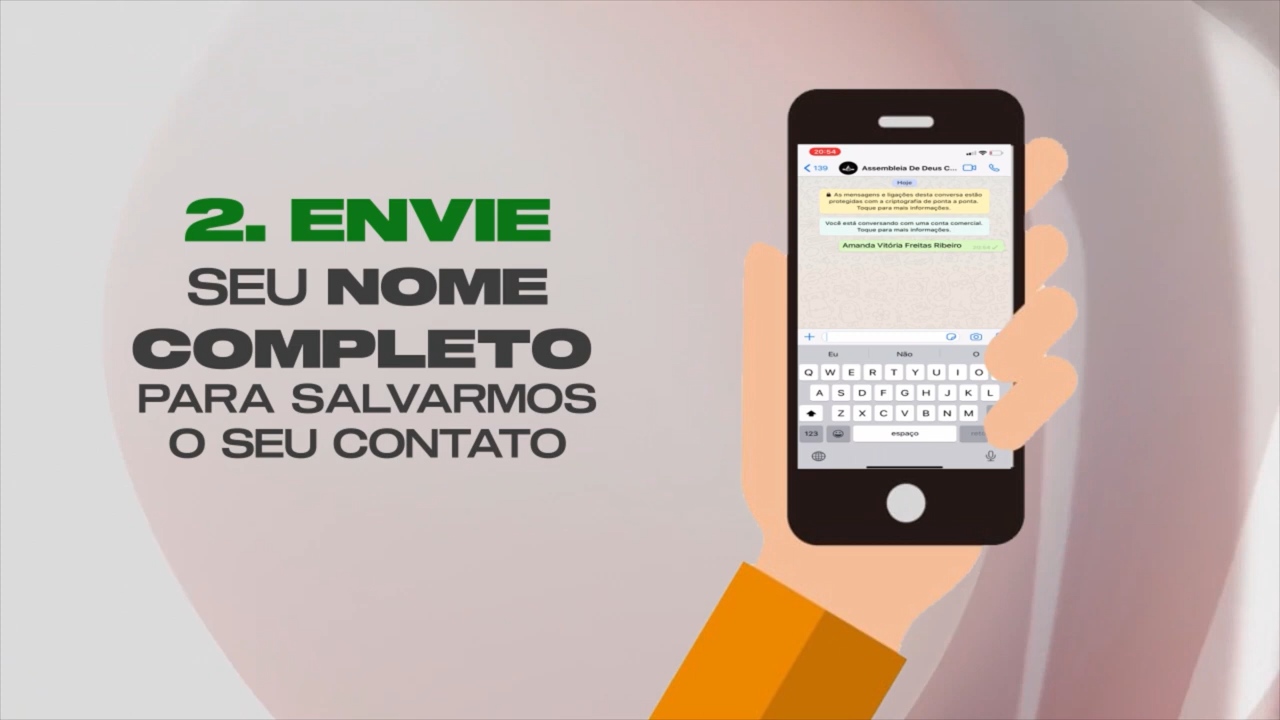 2. ENVIE
SEU NOME
COMPLETO
PARA SALVARMOS
O SEU CONTATO
20:54
139
Assembleia De Deus C...
Hoje
As mensagens e ligações desta conversa estão
protegidas com a criptografia de ponta a ponta.
Toque para mais informações.
Você está conversando com uma conta comercial.
Toque para mais informações.
Amanda Vitória Freitas Ribeiro 20:54
Eu Não O
Q W E R T Y U I O
A S D F G H J K L
Z X C V B N M
123 espaço